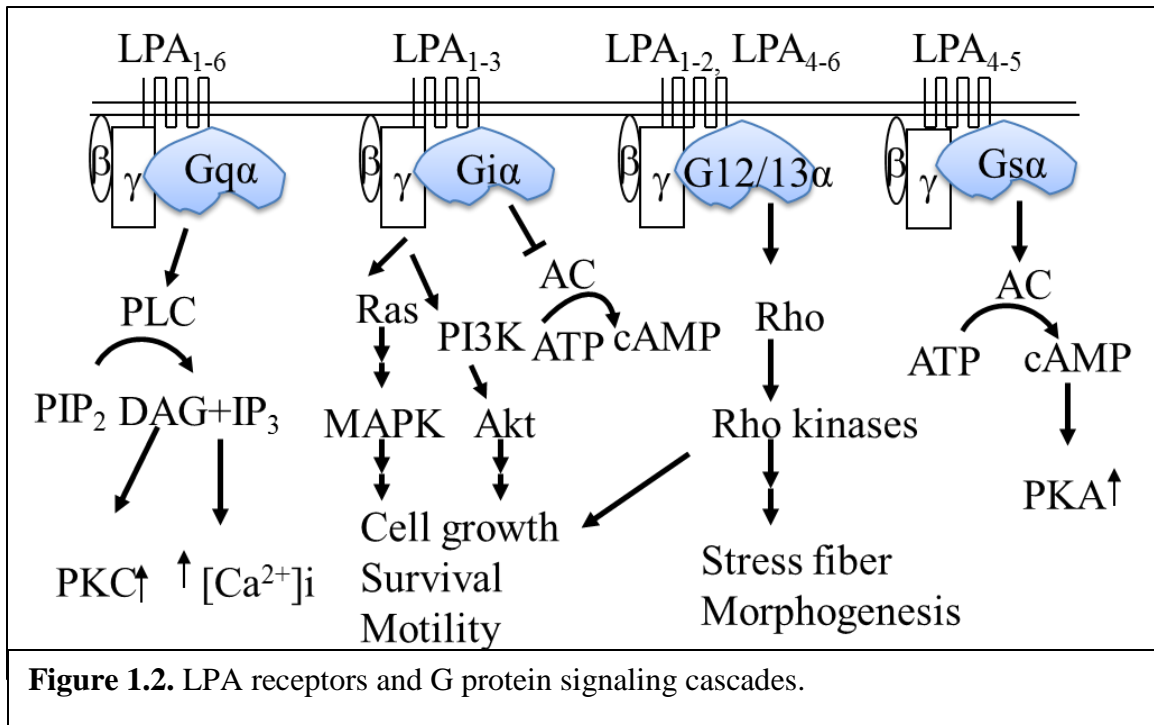 LPA₁₋₆ LPA₁₋₃ LPA₁₋₂, LPA₄₋₆ LPA₄₋₅
β γ Gqα β γ Giα β γ G12/13α β γ Gsα
PLC Ras PI3K AC Rho AC
ATP cAMP ATP cAMP
PIP₂ DAG+IP₃ MAPK Akt Rho kinases
PKA
PKC [Ca²⁺]i
Cell growth
Survival
Motility
Stress fiber
Morphogenesis
Figure 1.2. LPA receptors and G protein signaling cascades.